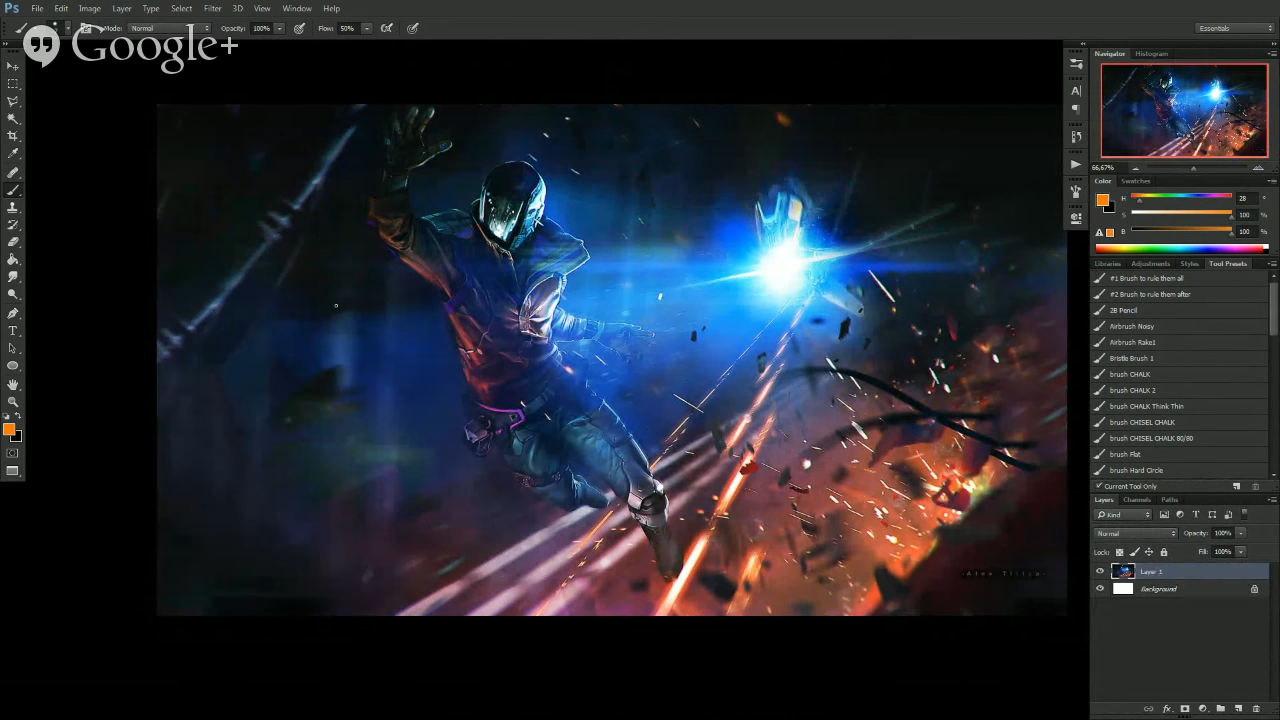 Ps File Edit Image Layer Type Select Filter 3D View Window Help
Mode: Normal Opacity: 100% Flow: 50% Essentials
Google+
Navigator Histogram
66,67%
Color Swatches
H 28 °
S 100 %
B 100 %
Libraries Adjustments Styles Tool Presets
#1 Brush to rule them all
#2 Brush to rule them after
2B Pencil
Airbrush Noisy
Airbrush Rake1
Bristle Brush 1
brush CHALK
brush CHALK 2
brush CHALK Think Thin
brush CHISEL CHALK
brush CHISEL CHALK 80/80
brush Flat
brush Hard Circle
Current Tool Only
Layers Channels Paths
Kind
Normal Opacity: 100%
Lock: Fill: 100%
Layer 1
Background